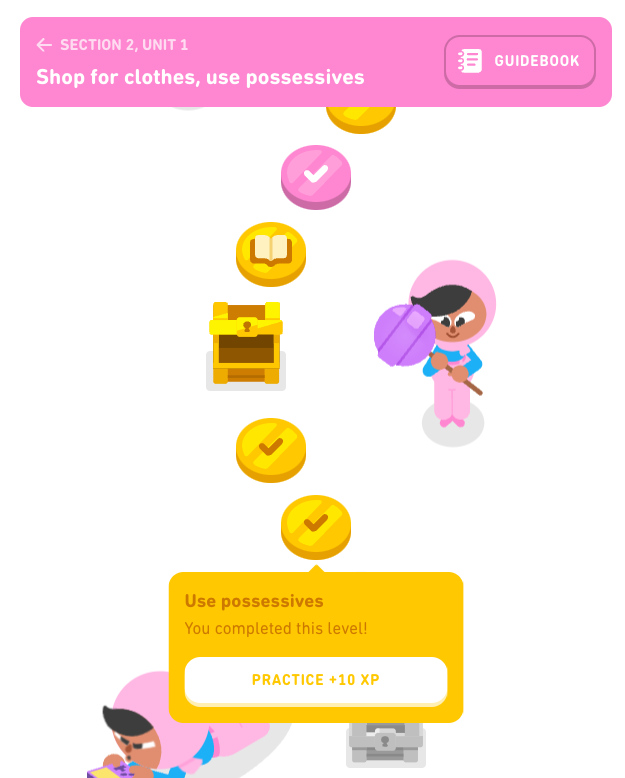 SECTION 2, UNIT 1
Shop for clothes, use possessives
GUIDEBOOK
Use possessives
You completed this level!
PRACTICE +10 XP